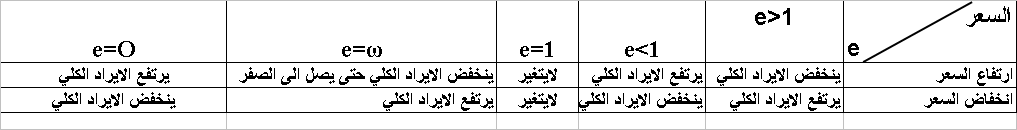 السعر
e
e>1
e<1
e=1
e=ω
e=O
ارتفاع السعر ينخفض الايراد الكلي يرتفع الايراد الكلي لايتغير ينخفض الايراد الكلي حتى يصل الى الصفر يرتفع الايراد الكلي
انخفاض السعر يرتفع الايراد الكلي ينخفض الايراد الكلي لايتغير يرتفع الايراد الكلي ينخفض الايراد الكلي